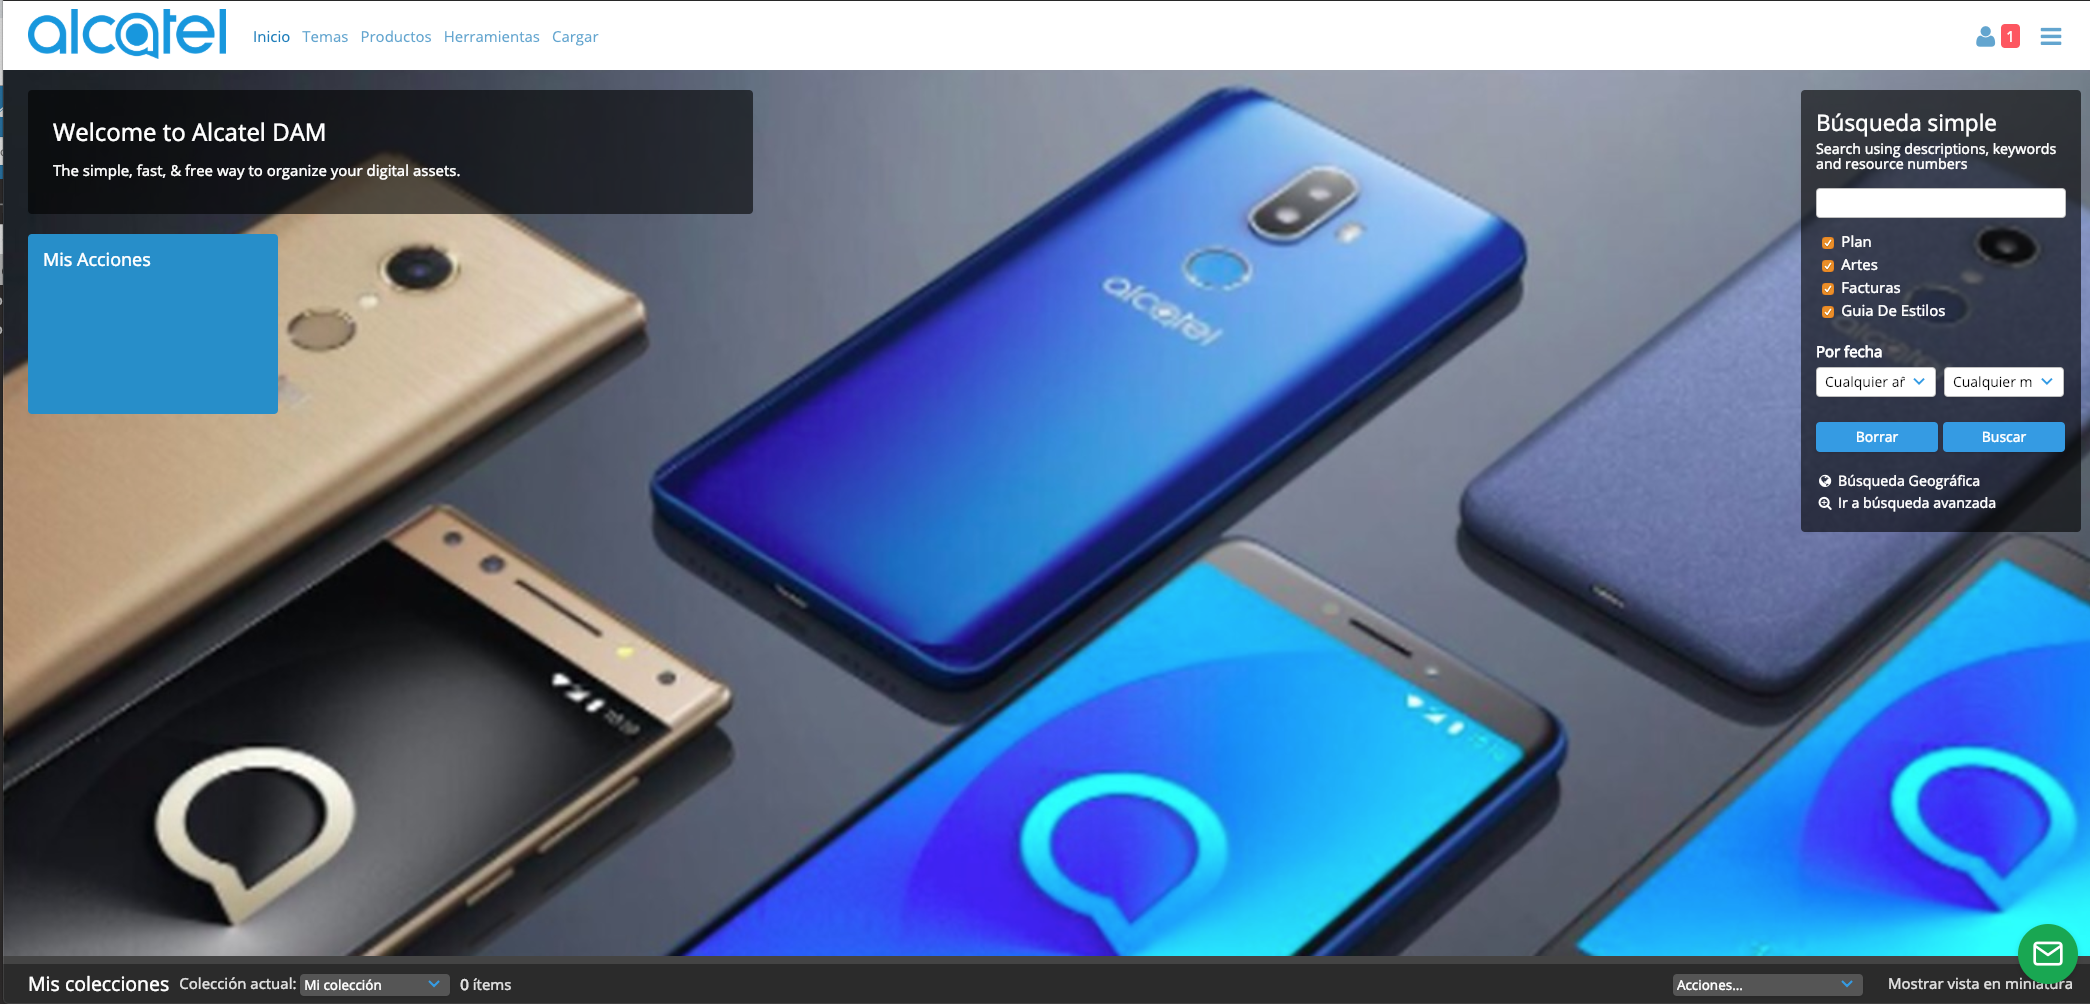 alcatel
Inicio Temas Productos Herramientas Cargar
1
Welcome to Alcatel DAM
The simple, fast, & free way to organize your digital assets.
Mis Acciones
alcatel
Búsqueda simple
Search using descriptions, keywords
and resource numbers
Plan
Artes
Facturas
Guia De Estilos
Por fecha
Cualquier añ Cualquier m
Borrar Buscar
Búsqueda Geográfica
Ir a búsqueda avanzada
Mis colecciones Colección actual: Mi colección 0 ítems
Acciones... Mostrar vista en miniatura